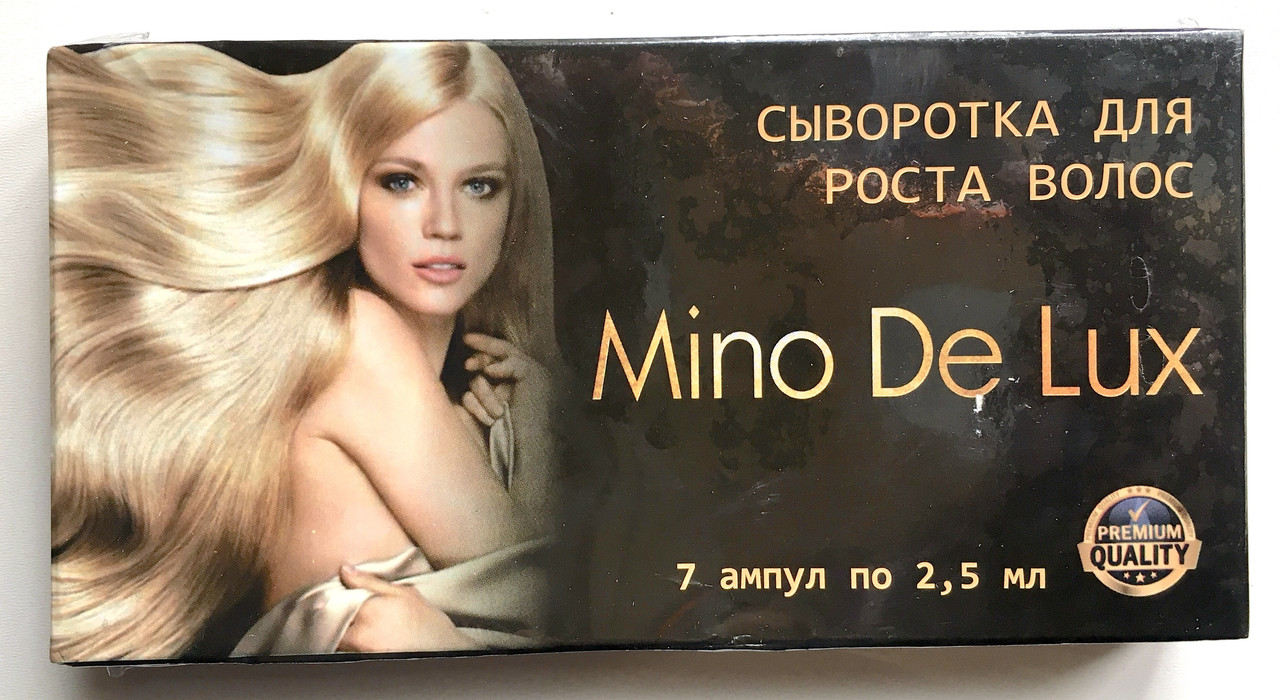 СЫВОРОТКА ДЛЯ
РОСТА ВОЛОС
Mino De Lux
7 ампул по 2,5 мл
PREMIUM
QUALITY